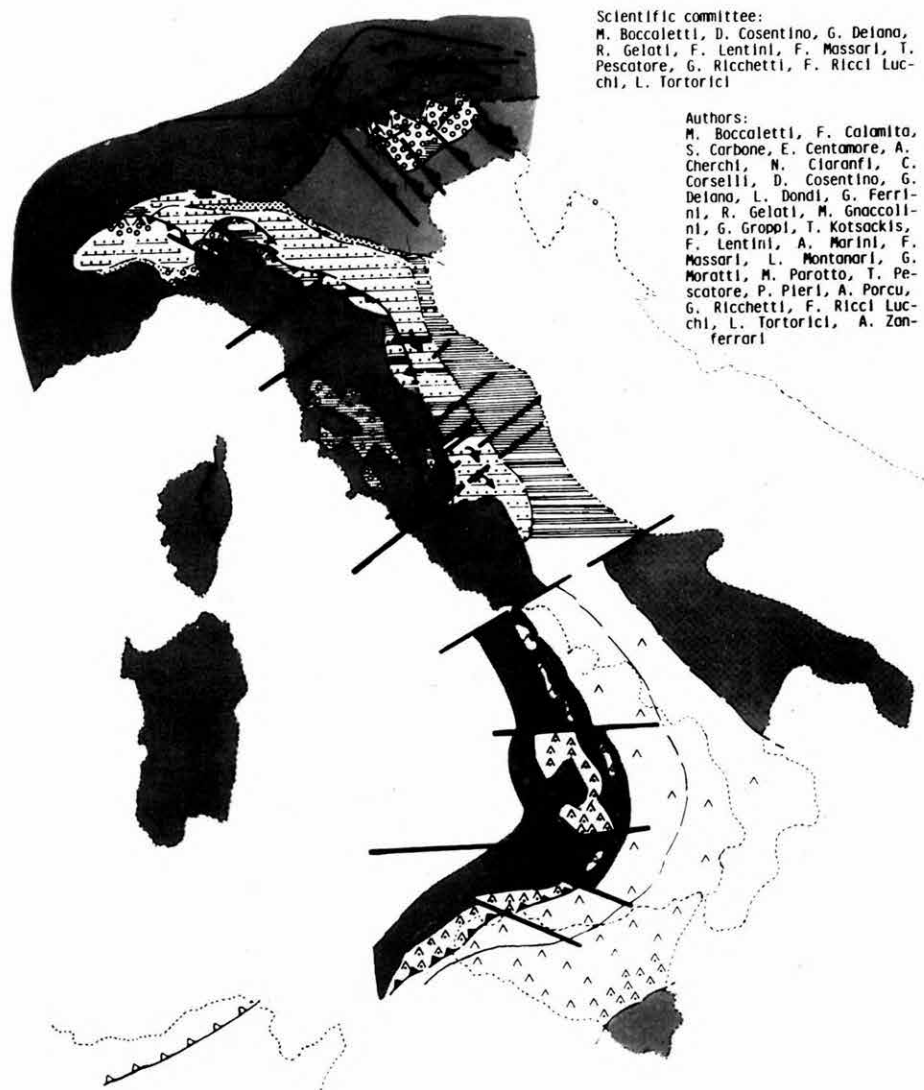 Scientific committee:
M. Boccaletti, D. Cosentino, G. Deiana,
R. Gelati, F. Lentini, F. Massari, T.
Pescatore, G. Ricchetti, F. Ricci Luc-
chi, L. Tortorici
Authors:
M. Boccaletti, F. Calamita,
S. Carbone, E. Centamore, A.
Cherchi, N. Ciaranfi, C.
Corselli, D. Cosentino, G.
Deiana, L. Dondi, G. Ferri-
ni, R. Gelati, M. Gnaccoli-
ni, G. Groppi, T. Kotsackis,
F. Lentini, A. Marini, F.
Massari, L. Montanari, G.
Moratti, M. Parotto, T. Pe-
scatore, P. Pieri, A. Porcu,
G. Ricchetti, F. Ricci Luc-
chi, L. Tortorici, A. Zan-
ferrari